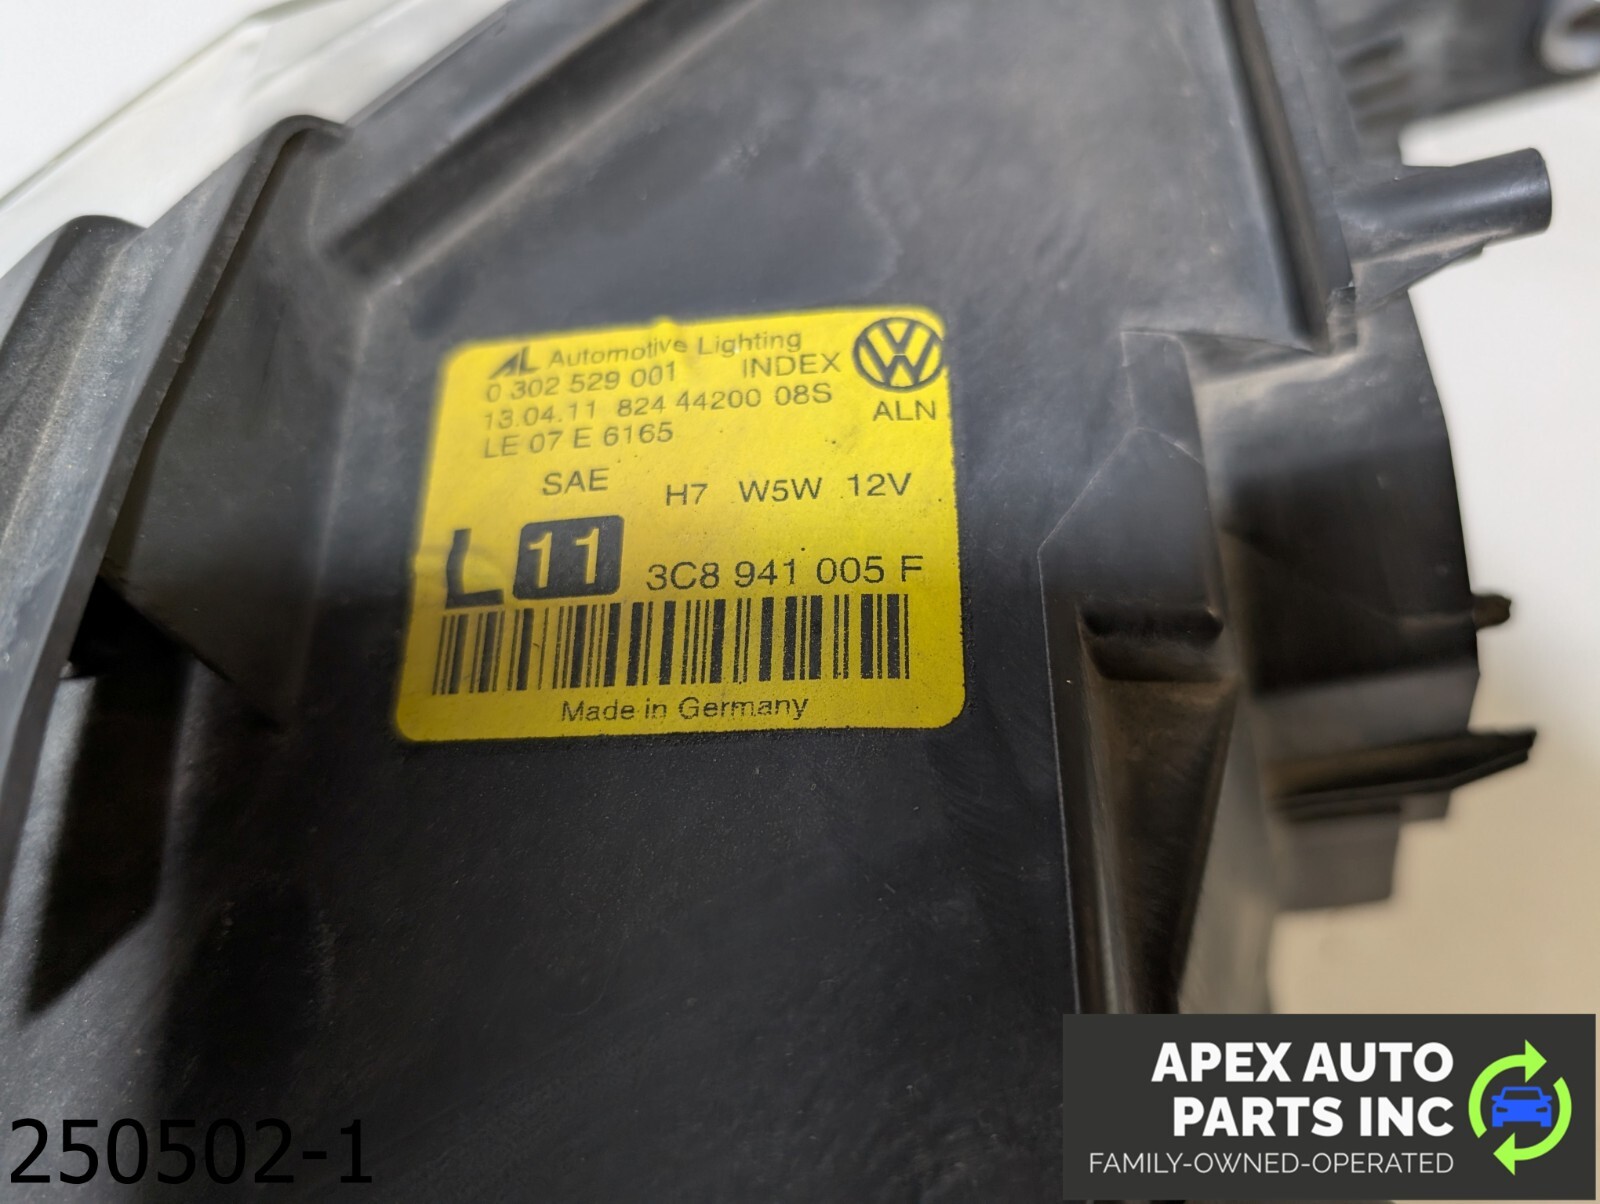 AL Automotive Lighting
0 302 529 001 INDEX
13.04.11 824 44200 08S
ALN
LE 07 E 6165
SAE H7 W5W 12V
L 11 3C8 941 005 F
Made in Germany
250502-1
APEX AUTO
PARTS INC
FAMILY-OWNED-OPERATED